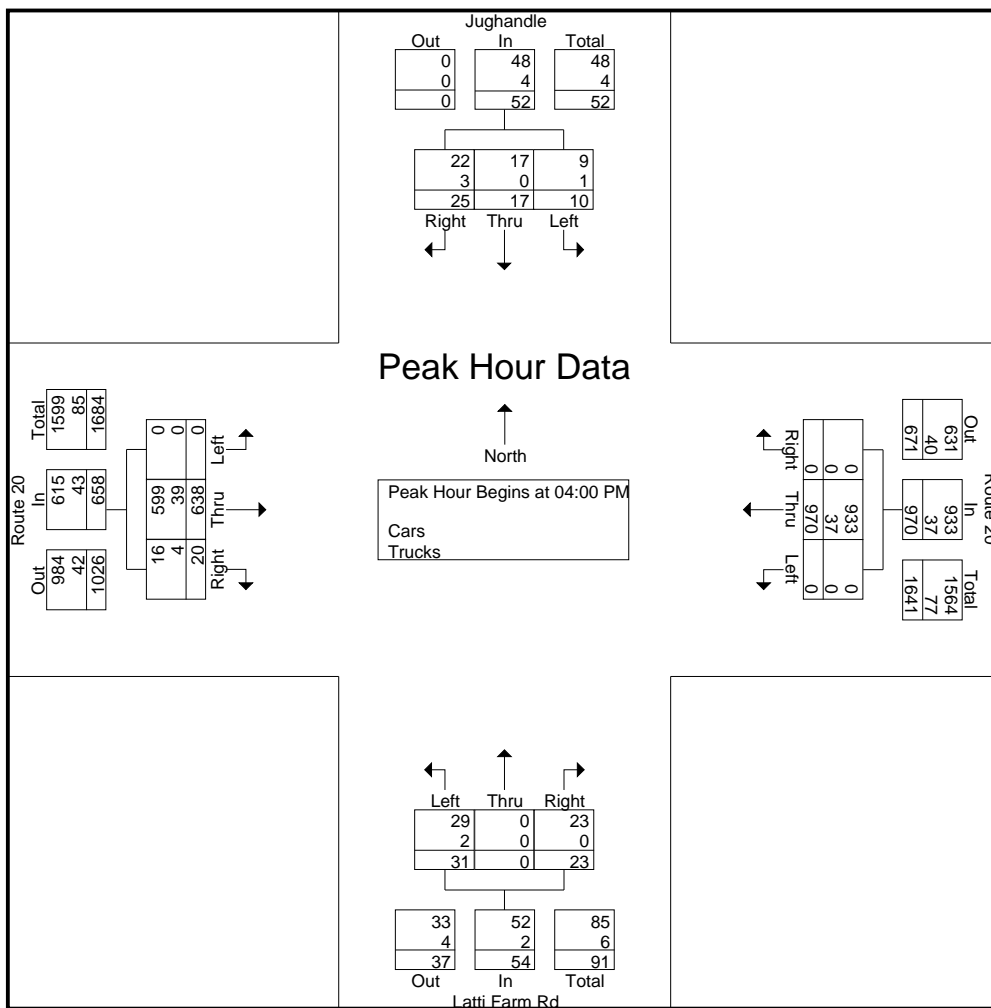 Jughandle
Out In Total
0 48 48
0 4 4
0 52 52
22 17 9
3 0 1
25 17 10
Right Thru Left
Peak Hour Data
North
Peak Hour Begins at 04:00 PM
Cars
Trucks
Route 20
Total In Out
1599 615 984
85 43 42
1684 658 1026
0 599 16
0 39 4
0 638 20
Left Thru Right
Route 20
Out In Total
631 933 1564
40 37 77
671 970 1641
0 933 0
0 37 0
0 970 0
Right Thru Left
Left Thru Right
29 0 23
2 0 0
31 0 23
33 52 85
4 2 6
37 54 91
Out In Total
Latti Farm Rd